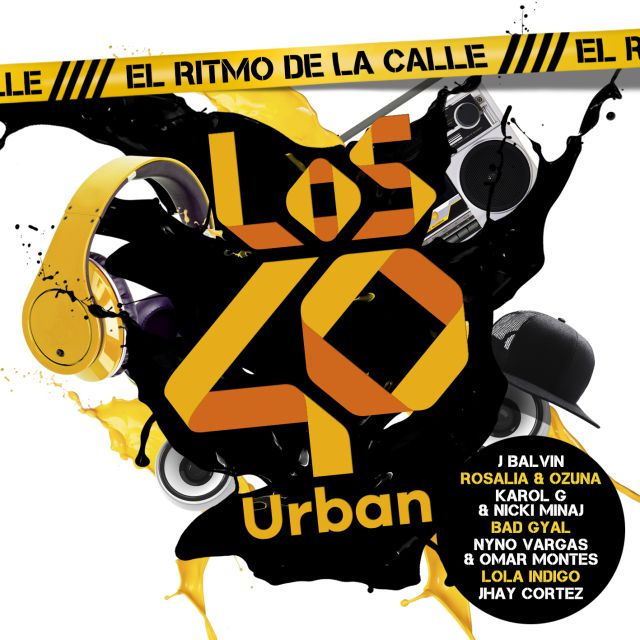 LLE //// EL RITMO DE LA CALLE //// EL R
LOS
40
Urban
J BALVIN
ROSALIA & OZUNA
KAROL G
& NICKI MINAJ
BAD GYAL
NYNO VARGAS
& OMAR MONTES
LOLA INDIGO
JHAY CORTEZ